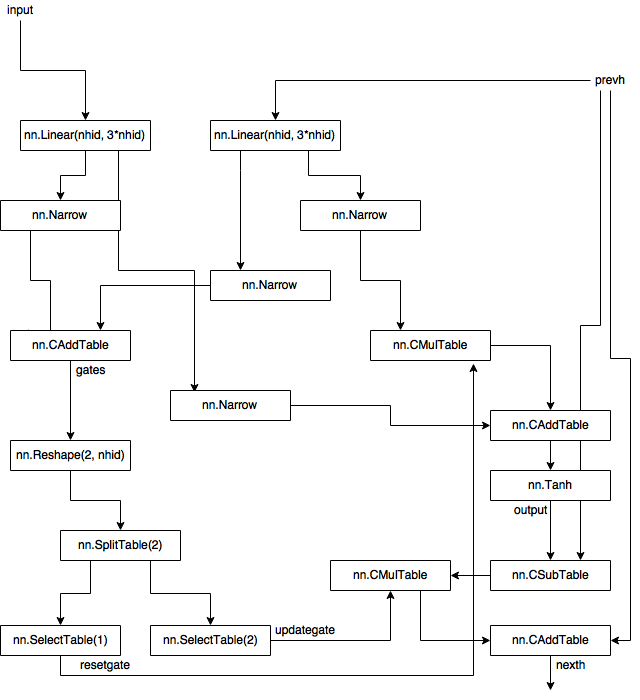 input
prevh
nn.Linear(nhid, 3*nhid)
nn.Linear(nhid, 3*nhid)
nn.Narrow
nn.Narrow
nn.Narrow
nn.CAddTable
nn.CMulTable
gates
nn.Narrow
nn.CAddTable
nn.Reshape(2, nhid)
nn.Tanh
output
nn.SplitTable(2)
nn.CMulTable
nn.CSubTable
nn.SelectTable(1)
nn.SelectTable(2)
updategate
nn.CAddTable
resetgate
nexth